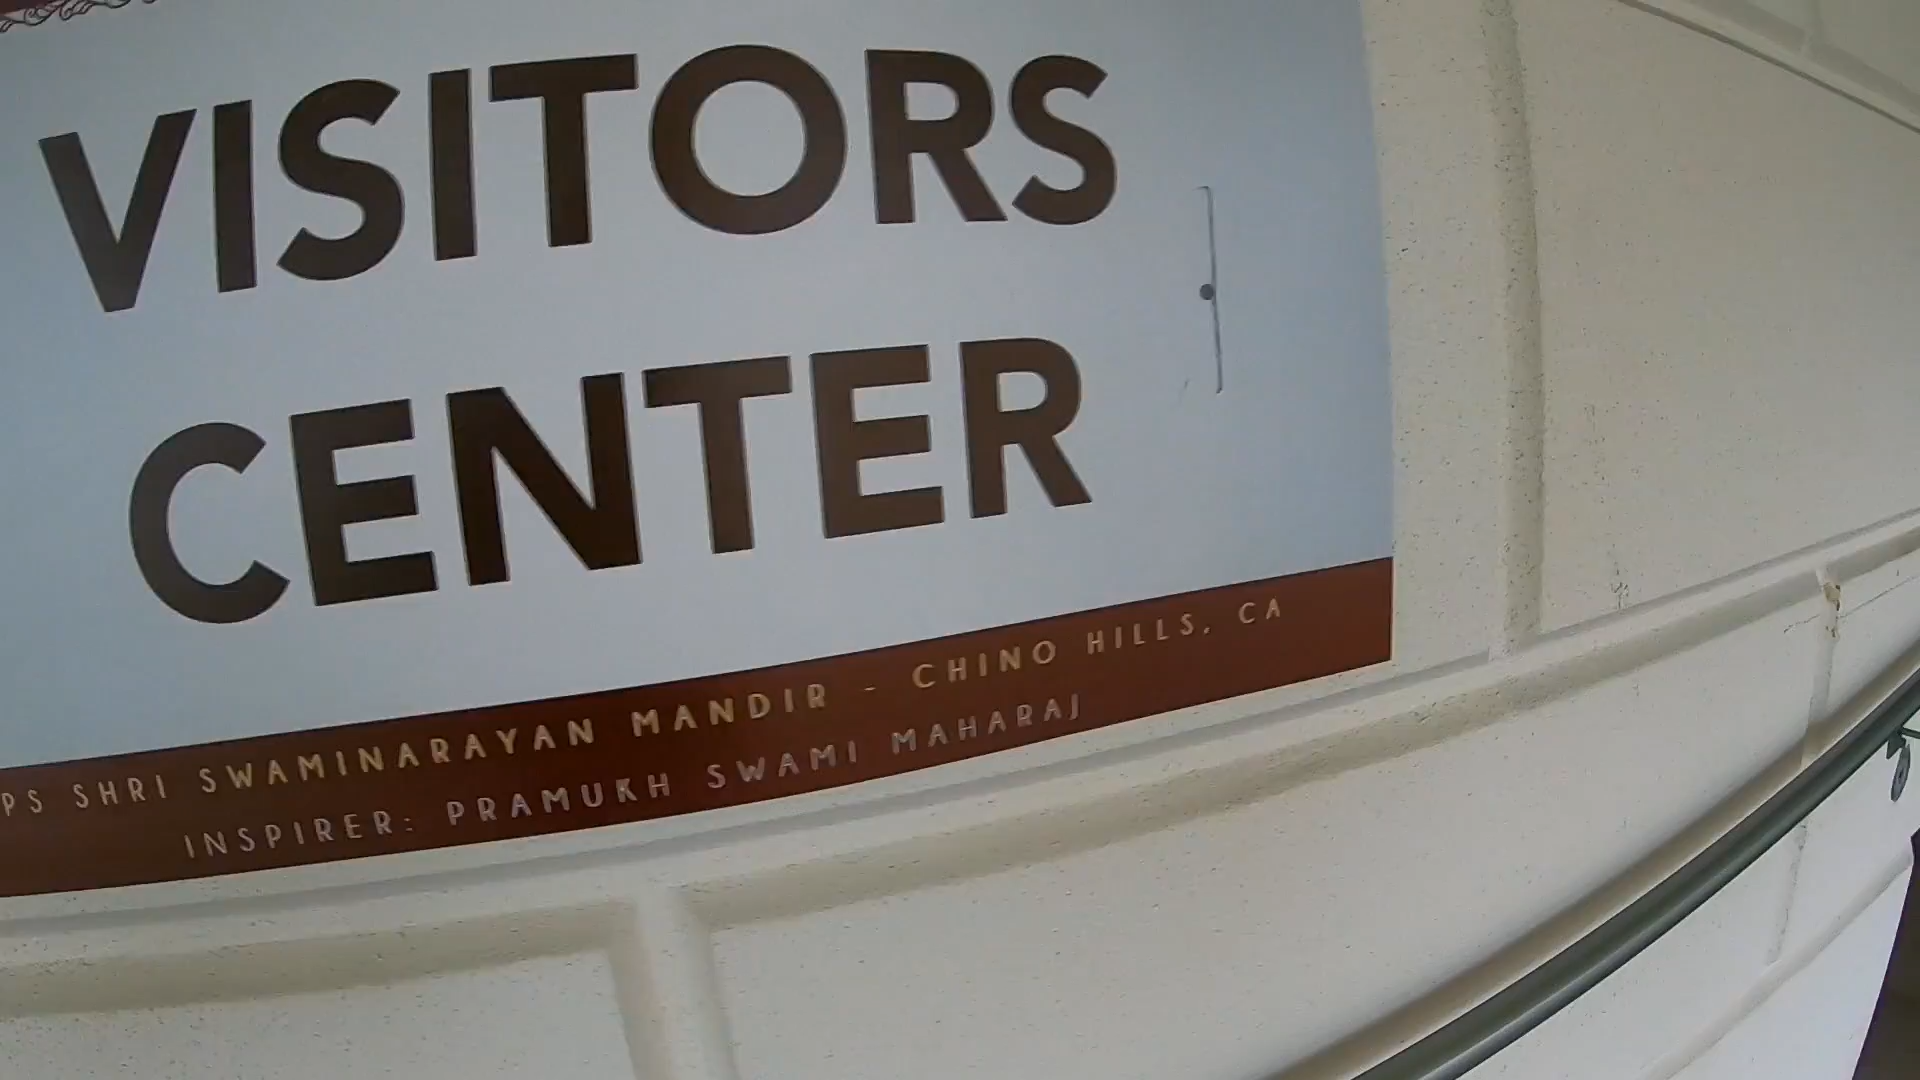 VISITORS
CENTER
PS SHRI SWAMINARAYAN MANDIR - CHINO HILLS, CA
INSPIRER: PRAMUKH SWAMI MAHARAJ